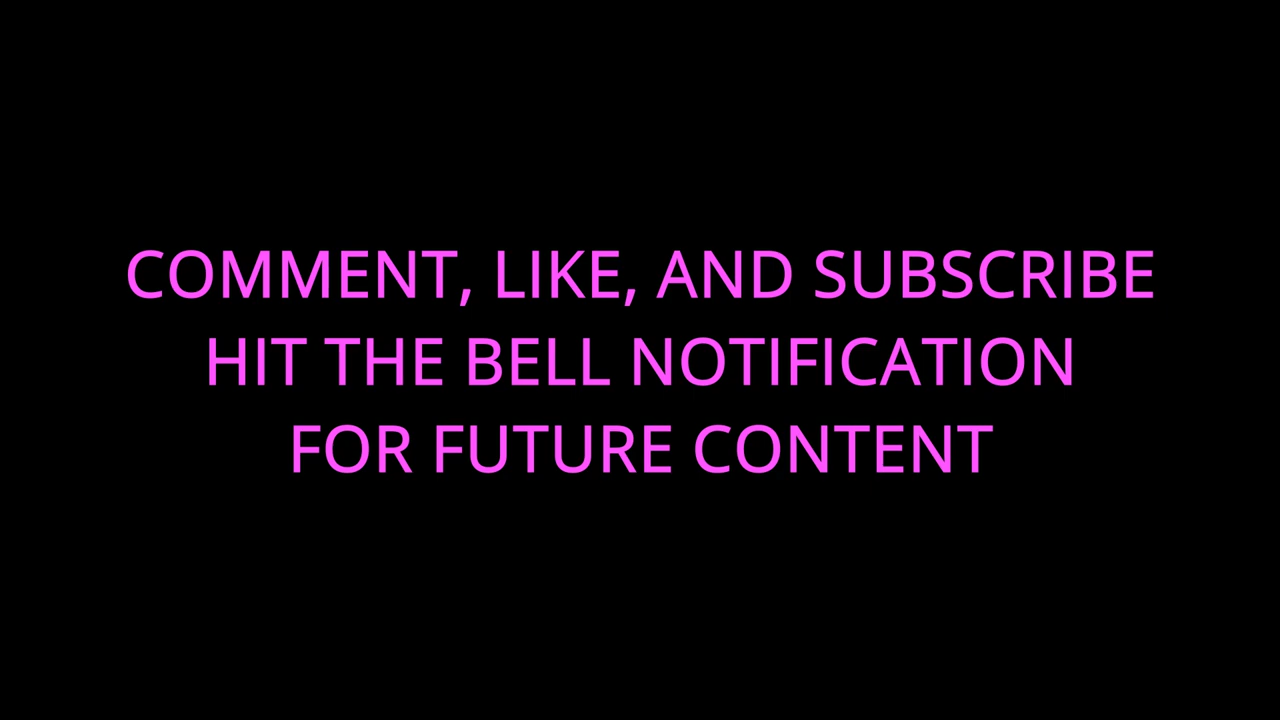 COMMENT, LIKE, AND SUBSCRIBE
HIT THE BELL NOTIFICATION
FOR FUTURE CONTENT